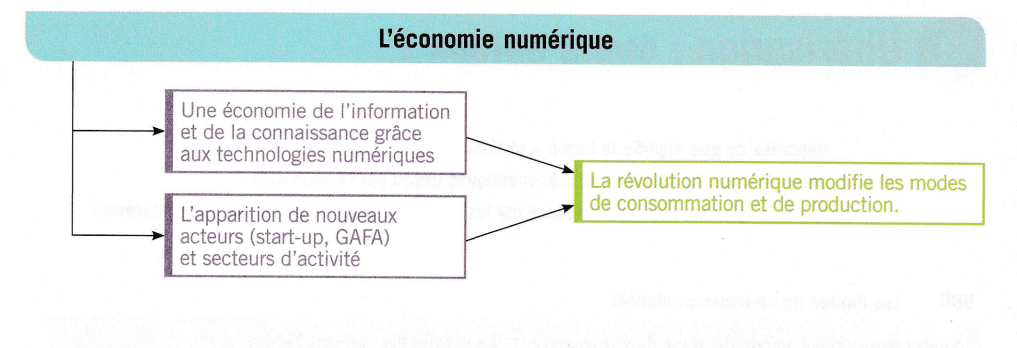 L'économie numérique
Une économie de l'information
et de la connaissance grâce
aux technologies numériques
L'apparition de nouveaux
acteurs (start-up, GAFA)
et secteurs d'activité
La révolution numérique modifie les modes
de consommation et de production.